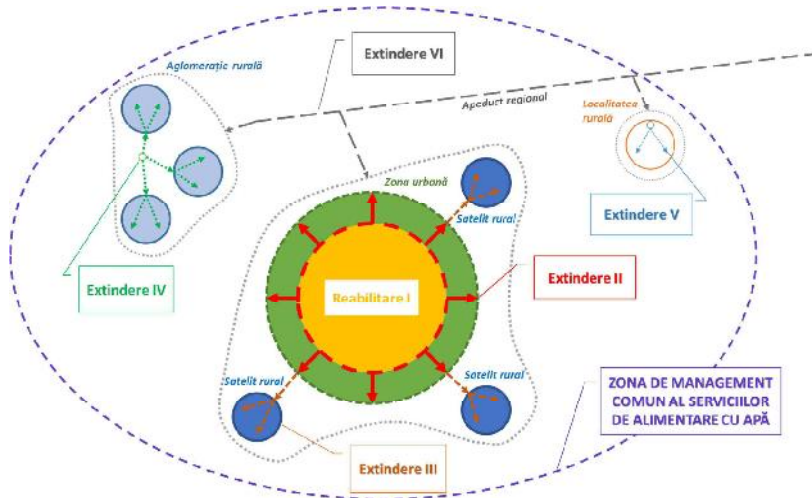 Extindere VI
Aglomerație rurală
Apeduct regional
Localitatea
rurală
Zona urbană
Satelit rural
Extindere V
Extindere IV
Reabilitare I
Extindere II
Satelit rural
Satelit rural
ZONA DE MANAGEMENT
COMUN AL SERVICIILOR
DE ALIMENTARE CU APĂ
Extindere III